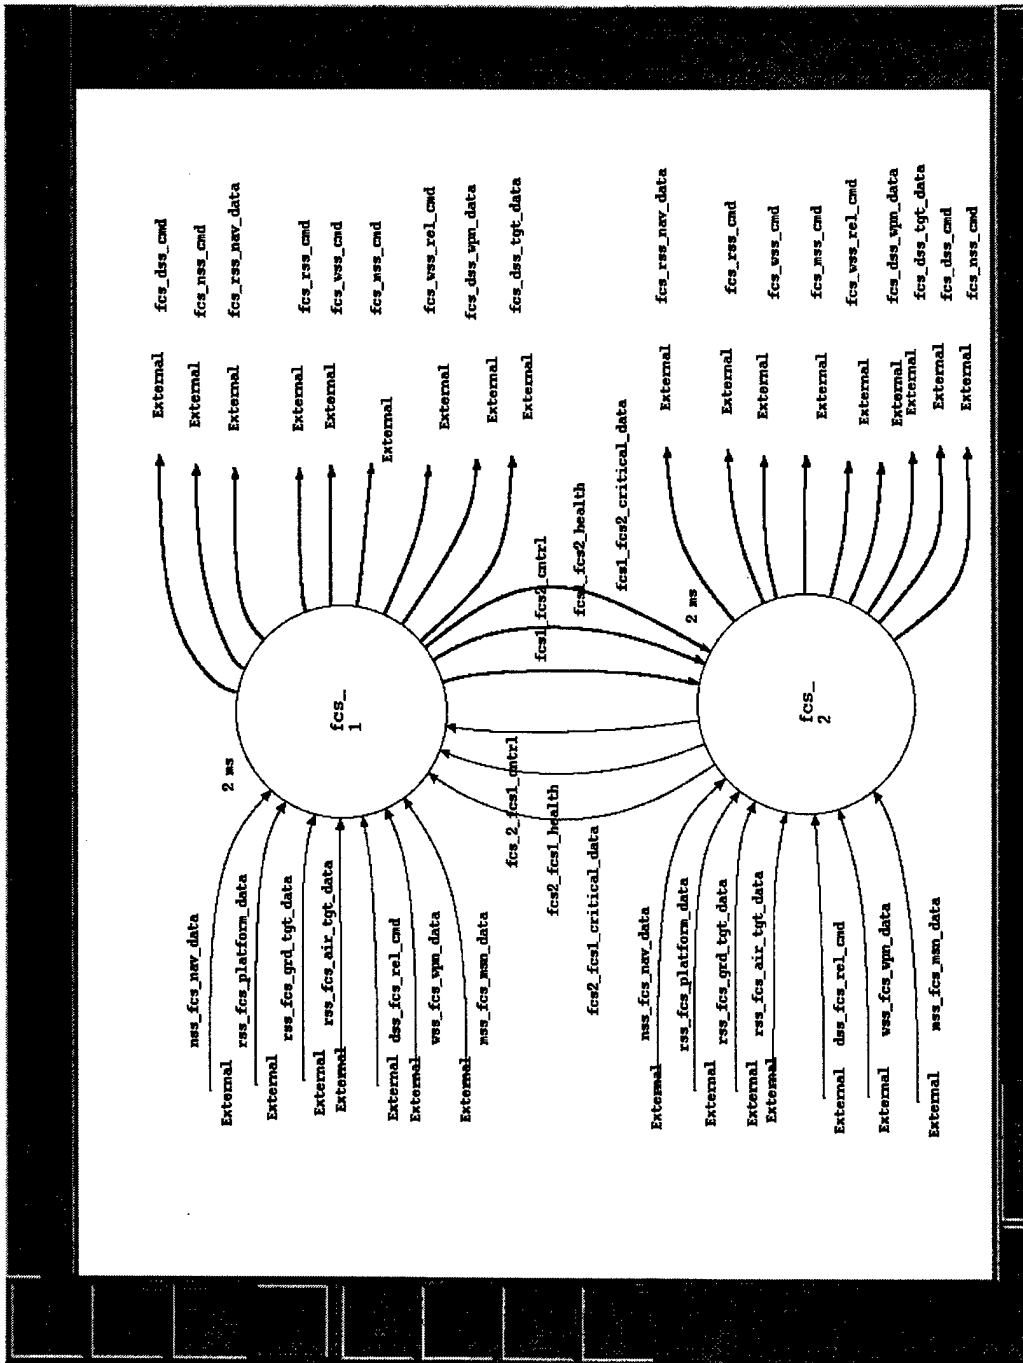 nss_fcs_nav_data
External
rss_fcs_platform_data
External
rss_fcs_grd_tgt_data
External
rss_fcs_air_tgt_data
External
External
dss_fcs_rel_cmd
External
wss_fcs_wpn_data
External
mss_fcs_msn_data
2 ms
fcs_
1
External
fcs_dss_cmd
External
fcs_nss_cmd
External
fcs_rss_nav_data
External
fcs_rss_cmd
External
fcs_wss_cmd
External
fcs_mss_cmd
External
fcs_wss_rel_cmd
External
fcs_dss_wpn_data
External
fcs_dss_tgt_data
fcs_2_fcs1_cntrl
fcs2_fcs1_health
fcs2_fcs1_critical_data
fcs1_fcs2_cntrl
fcs1_fcs2_health
fcs1_fcs2_critical_data
nss_fcs_nav_data
External
rss_fcs_platform_data
External
rss_fcs_grd_tgt_data
External
rss_fcs_air_tgt_data
External
External
dss_fcs_rel_cmd
External
wss_fcs_wpn_data
External
mss_fcs_msn_data
2 ms
fcs_
2
External
fcs_rss_nav_data
External
fcs_rss_cmd
External
fcs_wss_cmd
External
fcs_mss_cmd
External
fcs_wss_rel_cmd
External
fcs_dss_wpn_data
External
fcs_dss_tgt_data
External
fcs_dss_cmd
External
fcs_nss_cmd